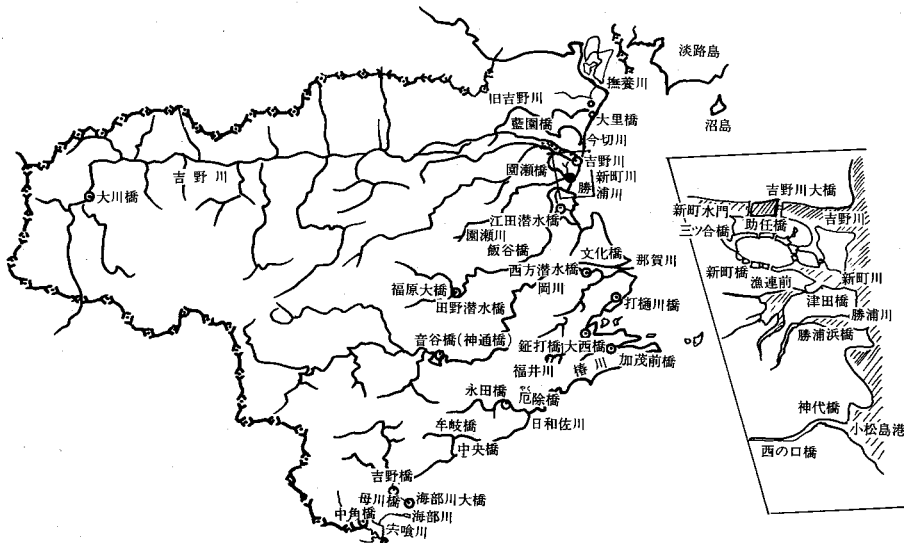 淡路島
撫養川
旧吉野川
沼島
大里橋
藍園橋
今切川
吉野川
吉野川
新町川
園瀬橋
勝浦川
大川橋
江田潜水橋
園瀬川
飯谷橋
文化橋
那賀川
西方潜水橋
岡川
福原大橋
田野潜水橋
打樋川橋
音谷橋(神通橋)
鉦打橋
大西橋
加茂前橋
福井川
椿川
永田橋
厄除橋
日和佐川
牟岐橋
中央橋
吉野橋
母川橋
海部川大橋
中角橋
海部川
宍喰川
吉野川大橋
新町水門
助任橋
吉野川
三ツ合橋
新町橋
漁連前
新町川
津田橋
勝浦川
勝浦浜橋
神代橋
小松島港
西の口橋